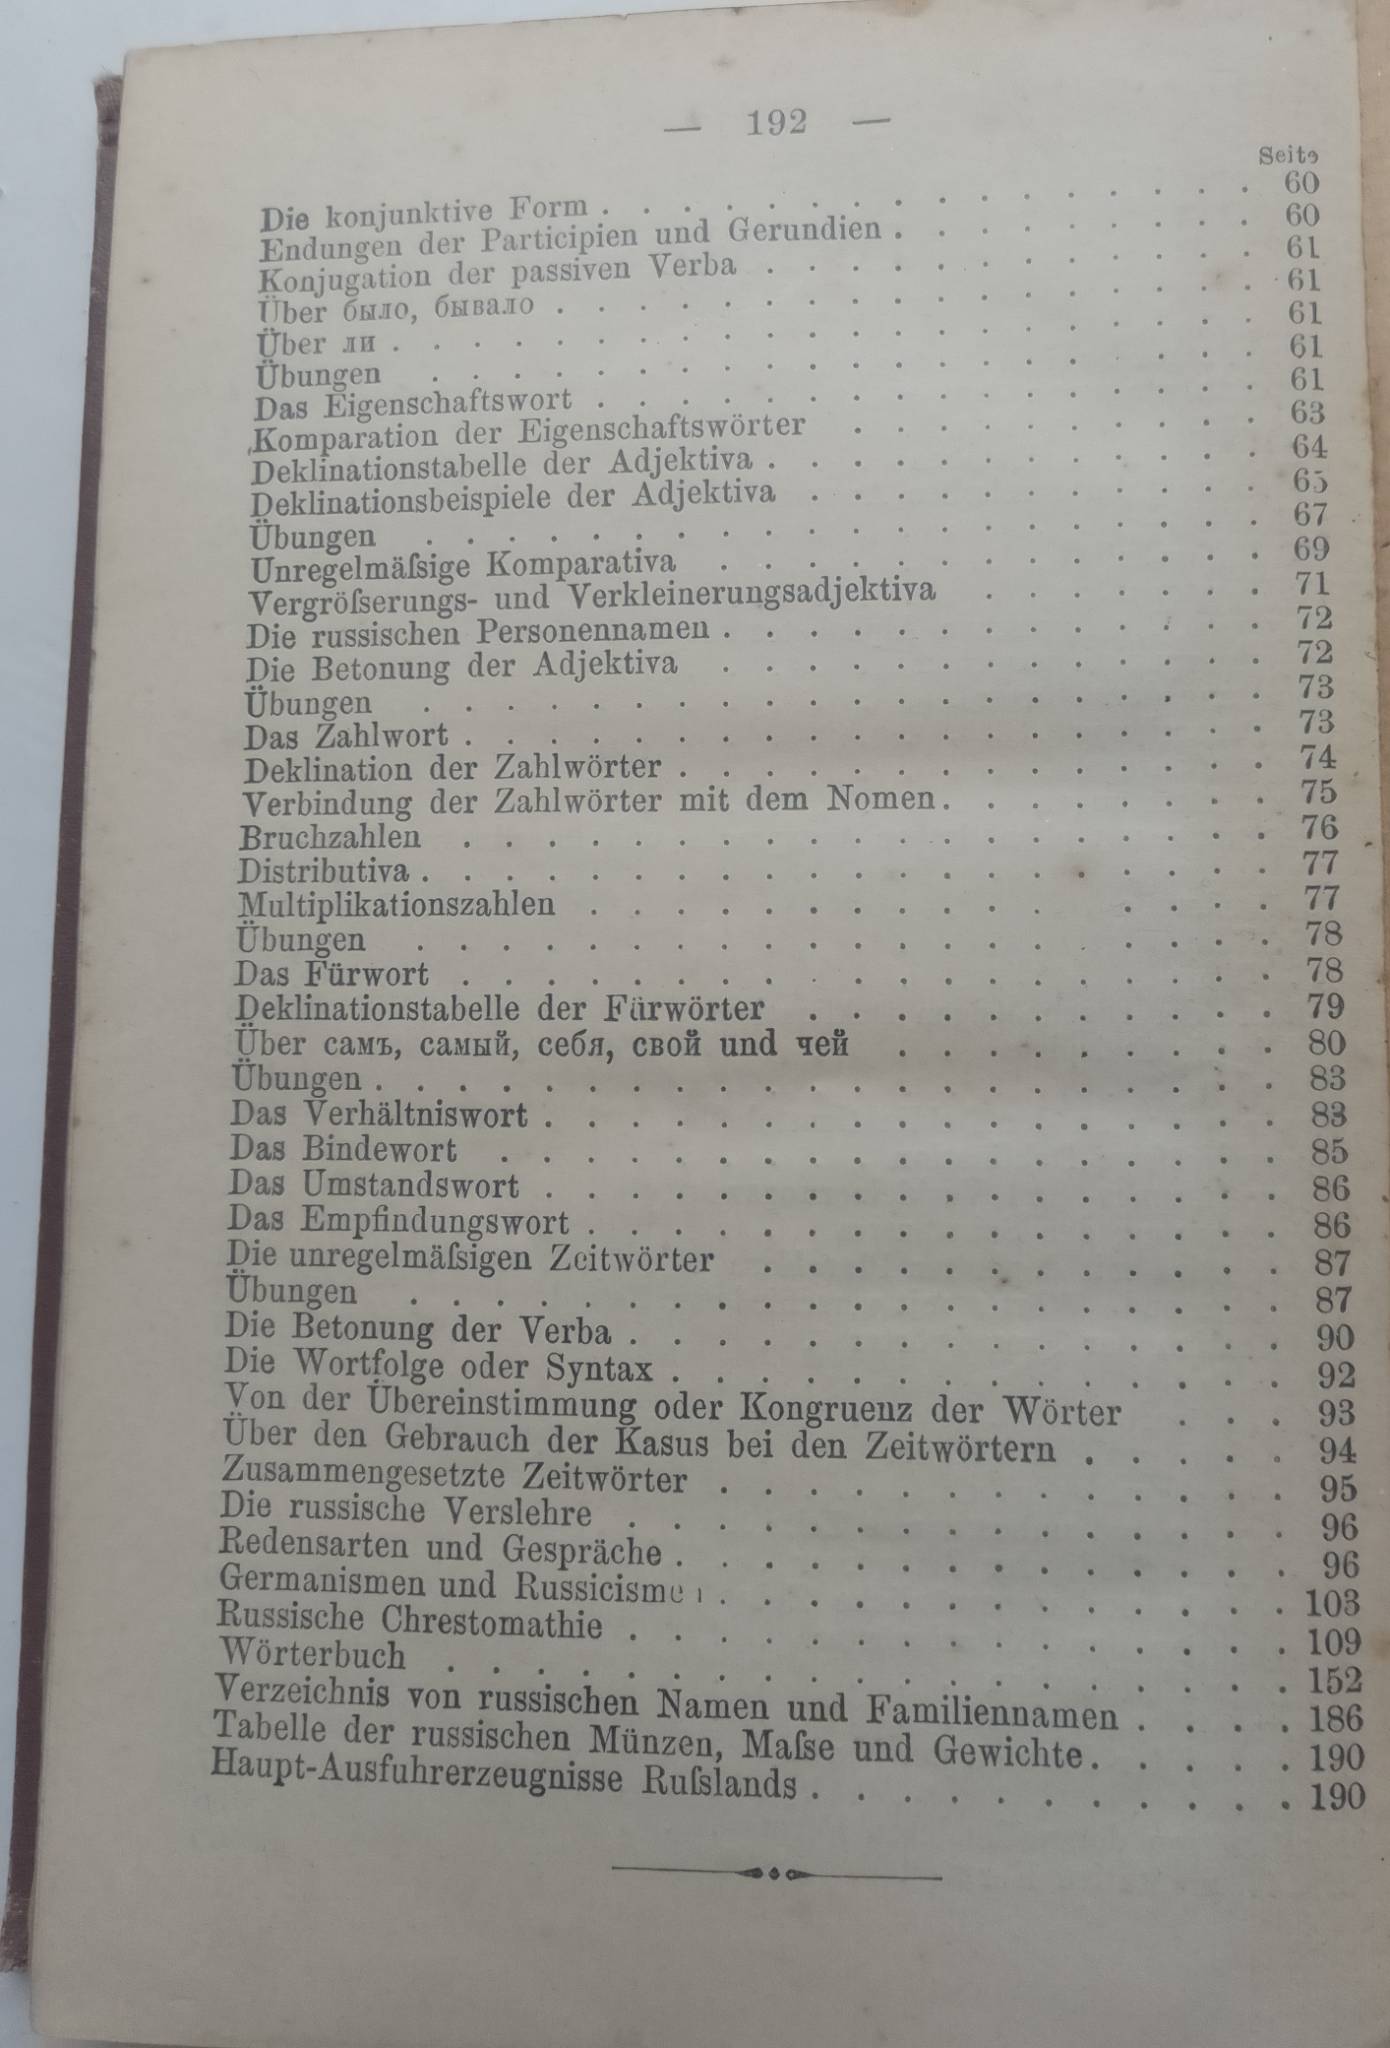 — 192 —
Seite
Die konjunktive Form . . . . . . . . . . . . . . . 60
Endungen der Participien und Gerundien . . . . . . . . . 60
Konjugation der passiven Verba . . . . . . . . . . . . 61
Über было, бывало . . . . . . . . . . . . . . . . 61
Über ли . . . . . . . . . . . . . . . . . . . . 61
Übungen . . . . . . . . . . . . . . . . . . . . 61
Das Eigenschaftswort . . . . . . . . . . . . . . . 61
Komparation der Eigenschaftswörter . . . . . . . . . . 63
Deklinationstabelle der Adjektiva . . . . . . . . . . . . 64
Deklinationsbeispiele der Adjektiva . . . . . . . . . . . 65
Übungen . . . . . . . . . . . . . . . . . . . . 67
Unregelmäſsige Komparativa . . . . . . . . . . . . . 69
Vergröſserungs- und Verkleinerungsadjektiva . . . . . . . 71
Die russischen Personennamen . . . . . . . . . . . . . 72
Die Betonung der Adjektiva . . . . . . . . . . . . . 72
Übungen . . . . . . . . . . . . . . . . . . . . 73
Das Zahlwort . . . . . . . . . . . . . . . . . . . 73
Deklination der Zahlwörter . . . . . . . . . . . . . . 74
Verbindung der Zahlwörter mit dem Nomen . . . . . . . . 75
Bruchzahlen . . . . . . . . . . . . . . . . . . . 76
Distributiva . . . . . . . . . . . . . . . . . . . . 77
Multiplikationszahlen . . . . . . . . . . . . . . . . 77
Übungen . . . . . . . . . . . . . . . . . . . . 78
Das Fürwort . . . . . . . . . . . . . . . . . . . 78
Deklinationstabelle der Fürwörter . . . . . . . . . . . 79
Über самъ, самый, себя, свой und чей . . . . . . . . . 80
Übungen . . . . . . . . . . . . . . . . . . . . . 83
Das Verhältniswort . . . . . . . . . . . . . . . . . 83
Das Bindewort . . . . . . . . . . . . . . . . . . 85
Das Umstandswort . . . . . . . . . . . . . . . . . 86
Das Empfindungswort . . . . . . . . . . . . . . . . 86
Die unregelmäſsigen Zeitwörter . . . . . . . . . . . . 87
Übungen . . . . . . . . . . . . . . . . . . . . 87
Die Betonung der Verba . . . . . . . . . . . . . . . 90
Die Wortfolge oder Syntax . . . . . . . . . . . . . . 92
Von der Übereinstimmung oder Kongruenz der Wörter . . . 93
Über den Gebrauch der Kasus bei den Zeitwörtern . . . . . 94
Zusammengesetzte Zeitwörter . . . . . . . . . . . . . 95
Die russische Verslehre . . . . . . . . . . . . . . . 96
Redensarten und Gespräche . . . . . . . . . . . . . . 96
Germanismen und Russicismen . . . . . . . . . . . . . 103
Russische Chrestomathie . . . . . . . . . . . . . . . 109
Wörterbuch . . . . . . . . . . . . . . . . . . . 152
Verzeichnis von russischen Namen und Familiennamen . . . . 186
Tabelle der russischen Münzen, Maſse und Gewichte . . . . . 190
Haupt-Ausfuhrerzeugnisse Ruſslands . . . . . . . . . . . 190